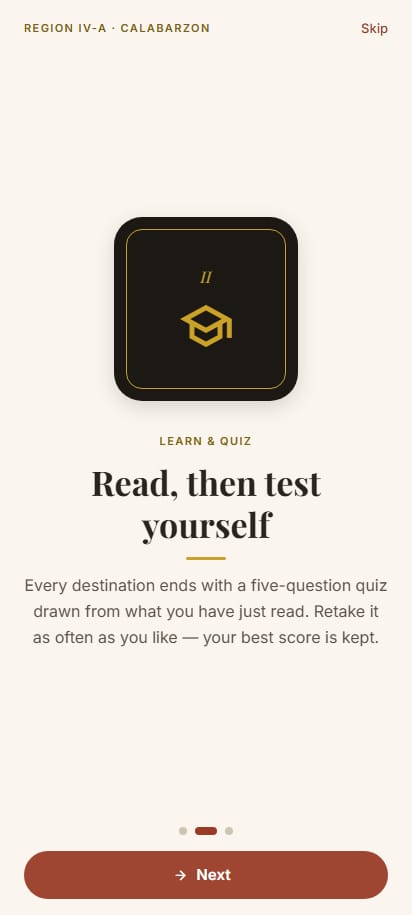 REGION IV-A · CALABARZON
Skip
II
LEARN & QUIZ
Read, then test
yourself
Every destination ends with a five-question quiz
drawn from what you have just read. Retake it
as often as you like — your best score is kept.
→ Next